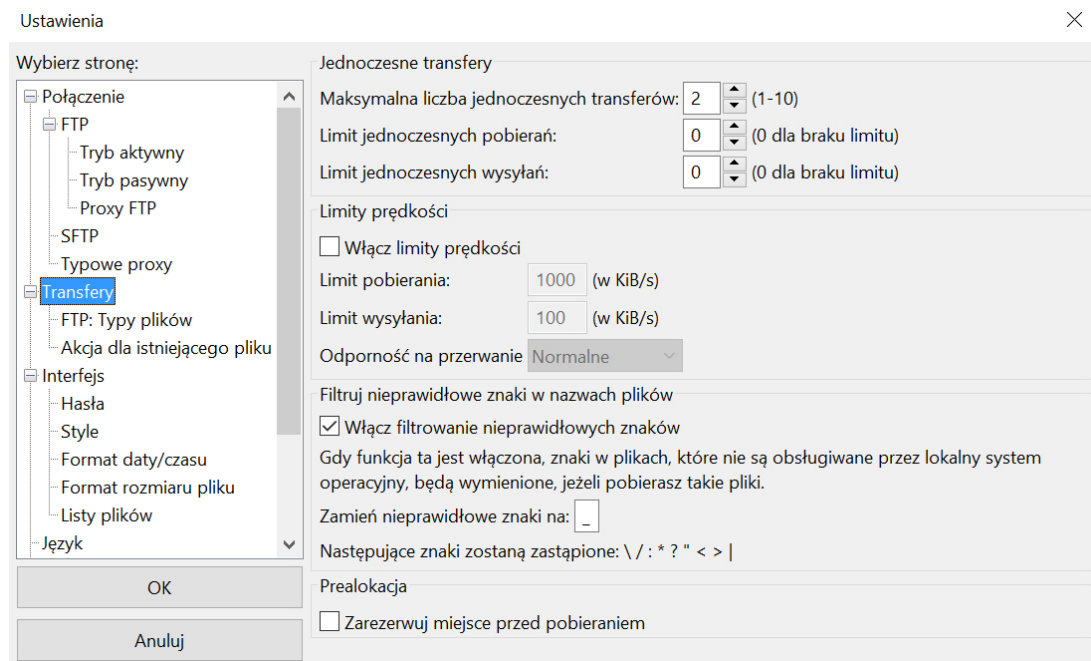 Ustawienia
Wybierz stronę:
Połączenie
FTP
Tryb aktywny
Tryb pasywny
Proxy FTP
SFTP
Typowe proxy
Transfery
FTP: Typy plików
Akcja dla istniejącego pliku
Interfejs
Hasła
Style
Format daty/czasu
Format rozmiaru pliku
Listy plików
Język
OK
Anuluj
Jednoczesne transfery
Maksymalna liczba jednoczesnych transferów: 2 (1-10)
Limit jednoczesnych pobierań: 0 (0 dla braku limitu)
Limit jednoczesnych wysyłań: 0 (0 dla braku limitu)
Limity prędkości
Włącz limity prędkości
Limit pobierania: 1000 (w KiB/s)
Limit wysyłania: 100 (w KiB/s)
Odporność na przerwanie Normalne
Filtruj nieprawidłowe znaki w nazwach plików
Włącz filtrowanie nieprawidłowych znaków
Gdy funkcja ta jest włączona, znaki w plikach, które nie są obsługiwane przez lokalny system
operacyjny, będą wymienione, jeżeli pobierasz takie pliki.
Zamień nieprawidłowe znaki na: _
Następujące znaki zostaną zastąpione: \ / : * ? " < > |
Prealokacja
Zarezerwuj miejsce przed pobieraniem